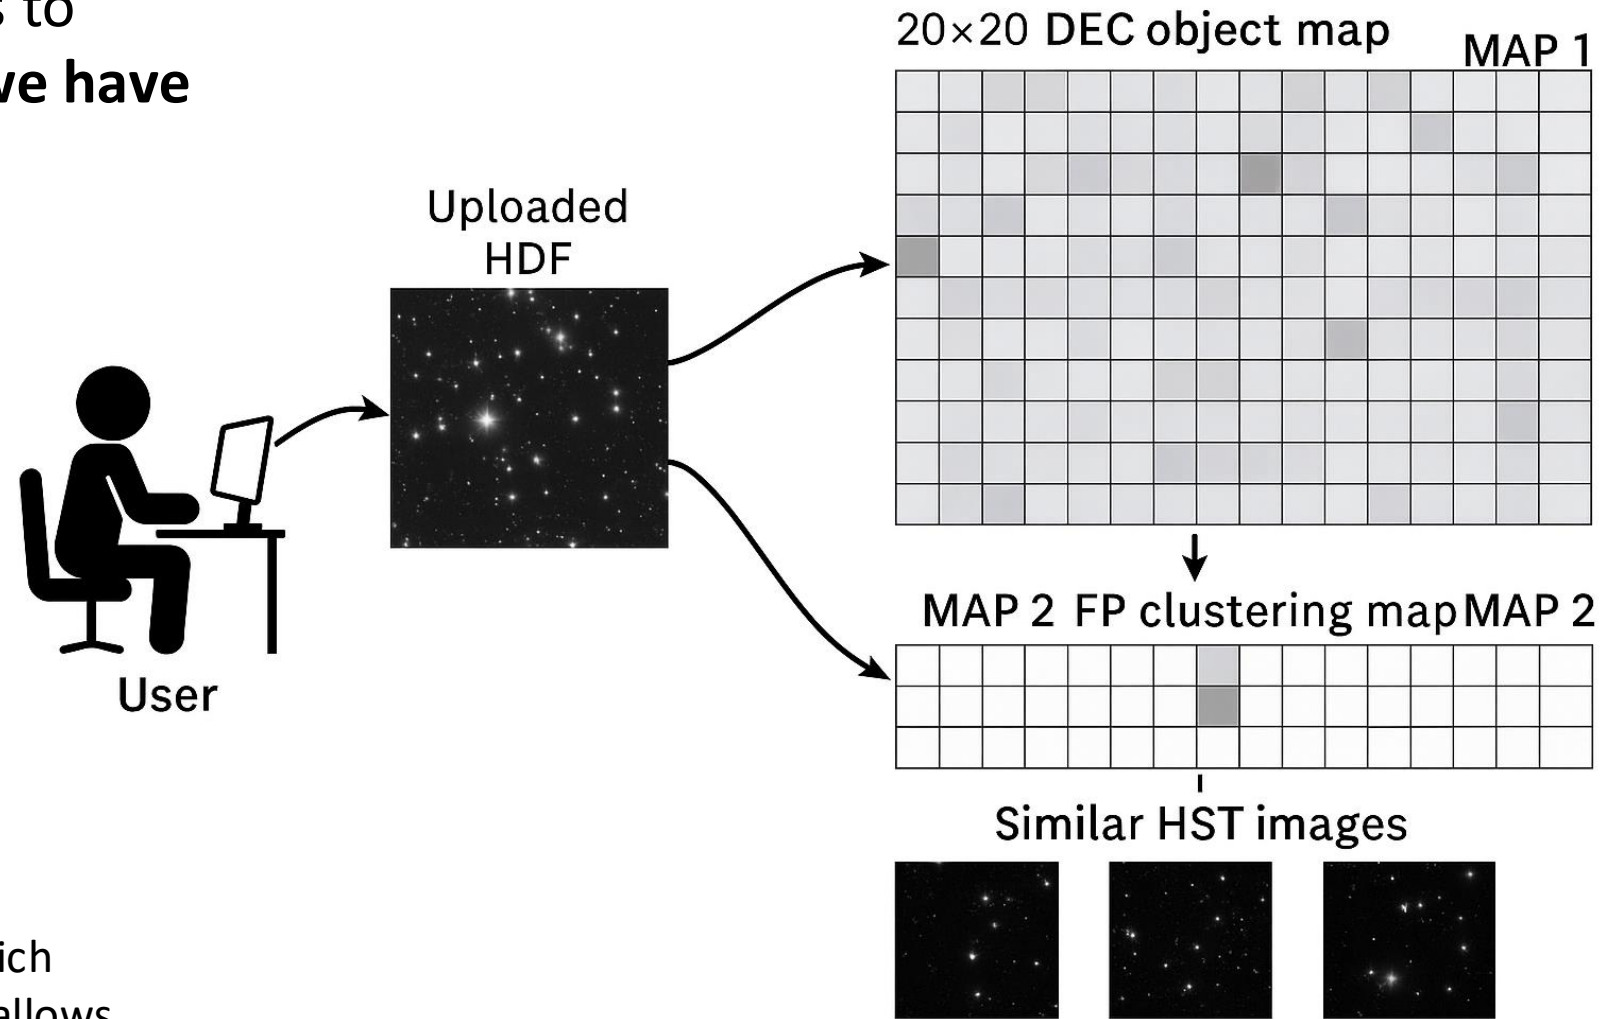 s to
ve have
20×20 DEC object map
MAP 1
Uploaded
HDF
User
MAP 2 FP clustering map MAP 2
Similar HST images
ich
allows